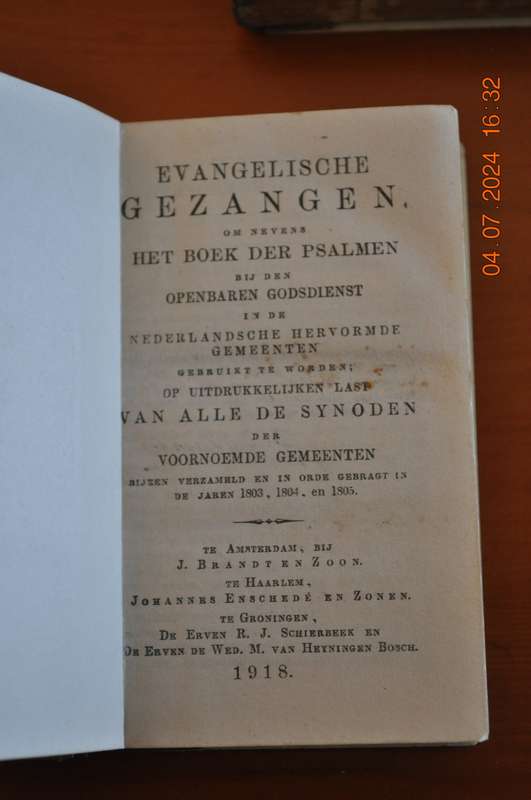 EVANGELISCHE
GEZANGEN,
OM NEVENS
HET BOEK DER PSALMEN
BIJ DEN
OPENBAREN GODSDIENST
IN DE
NEDERLANDSCHE HERVORMDE
GEMEENTEN
GEBRUIKT TE WORDEN;
OP UITDRUKKELIJKEN LAST
VAN ALLE DE SYNODEN
DER
VOORNOEMDE GEMEENTEN
BIJEEN VERZAMELD EN IN ORDE GEBRAGT IN
DE JAREN 1803, 1804, en 1805.
TE AMSTERDAM, BIJ
J. BRANDT EN ZOON.
TE HAARLEM,
JOHANNES ENSCHEDÉ EN ZONEN.
TE GRONINGEN,
DE ERVEN R. J. SCHIERBEEK EN
DE ERVEN DE WED. M. VAN HEYNINGEN BOSCH.
1918.
04.07.2024 16:32